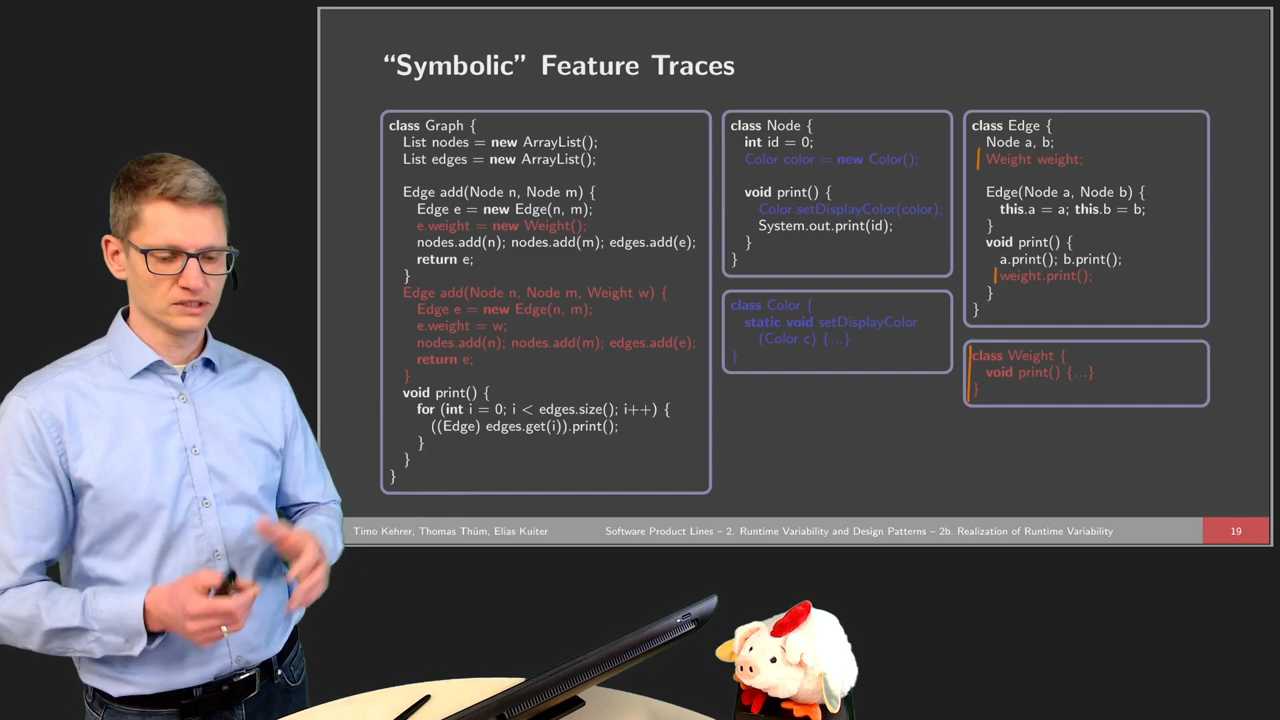 “Symbolic” Feature Traces
class Graph {
List nodes = new ArrayList();
List edges = new ArrayList();
Edge add(Node n, Node m) {
Edge e = new Edge(n, m);
e.weight = new Weight();
nodes.add(n); nodes.add(m); edges.add(e);
return e;
}
Edge add(Node n, Node m, Weight w) {
Edge e = new Edge(n, m);
e.weight = w;
nodes.add(n); nodes.add(m); edges.add(e);
return e;
}
void print() {
for (int i = 0; i < edges.size(); i++) {
((Edge) edges.get(i)).print();
}
}
}
class Node {
int id = 0;
Color color = new Color();
void print() {
Color.setDisplayColor(color);
System.out.print(id);
}
}
class Color {
static void setDisplayColor
(Color c) {...}
}
class Edge {
Node a, b;
Weight weight;
Edge(Node a, Node b) {
this.a = a; this.b = b;
}
void print() {
a.print(); b.print();
weight.print();
}
}
class Weight {
void print() {...}
}
Timo Kehrer, Thomas Thüm, Elias Kuiter
Software Product Lines – 2. Runtime Variability and Design Patterns – 2b. Realization of Runtime Variability
19